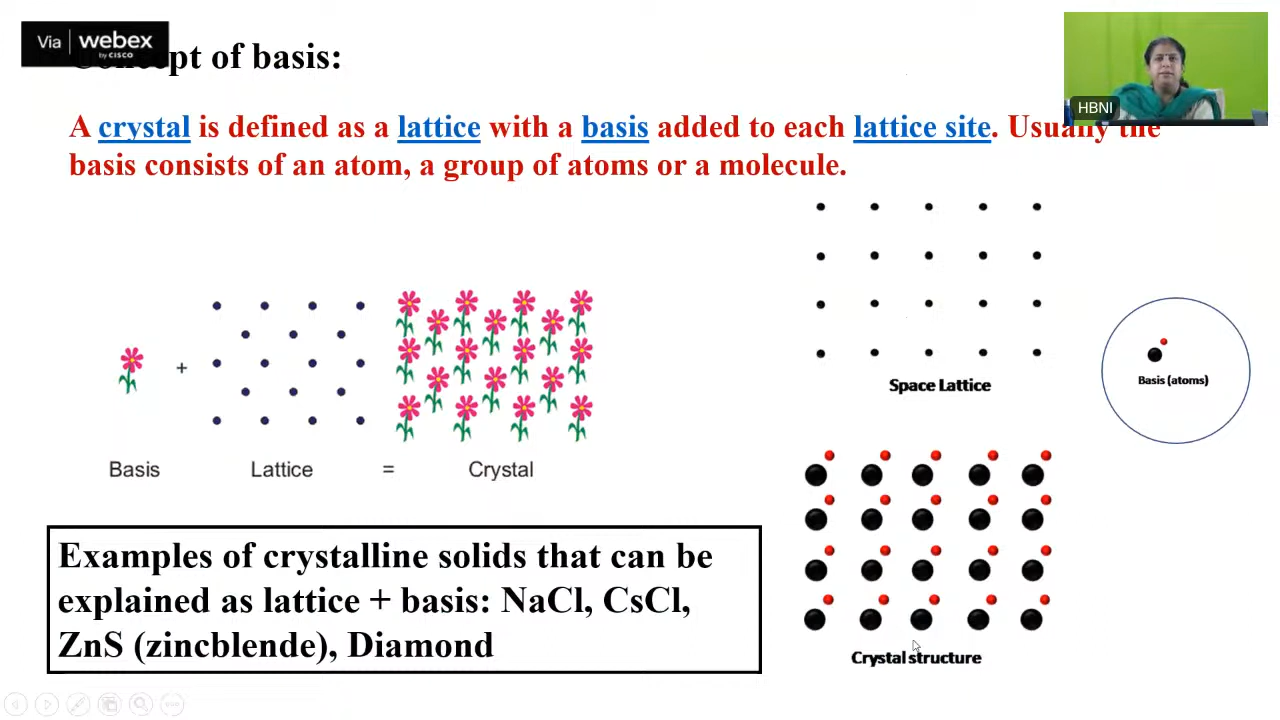 Via webex
by CISCO
Concept of basis:
HBNI
A crystal is defined as a lattice with a basis added to each lattice site. Usually the
basis consists of an atom, a group of atoms or a molecule.
Space Lattice
Basis (atoms)
+
Basis Lattice = Crystal
Examples of crystalline solids that can be
explained as lattice + basis: NaCl, CsCl,
ZnS (zincblende), Diamond
Crystal structure